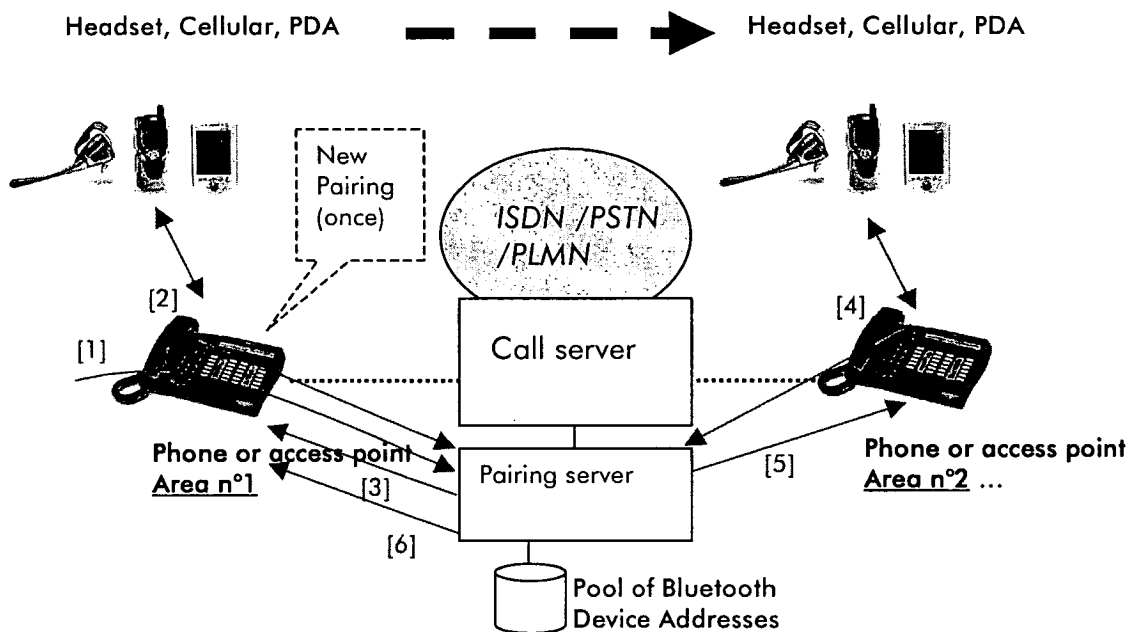 Headset, Cellular, PDA
Headset, Cellular, PDA
New
Pairing
(once)
ISDN /PSTN
/PLMN
[2]
[4]
[1]
Call server
Phone or access point
Area n°1
Pairing server
Phone or access point
Area n°2 ...
[3]
[5]
[6]
Pool of Bluetooth
Device Addresses